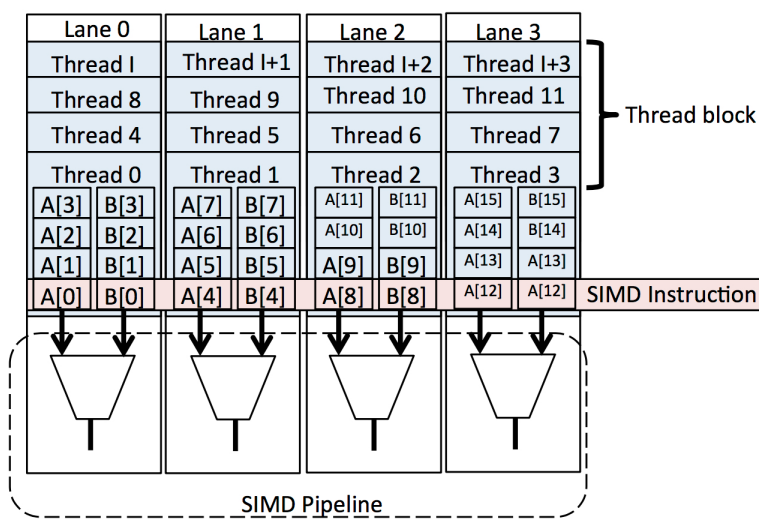 Lane 0 Lane 1 Lane 2 Lane 3
Thread I Thread I+1 Thread I+2 Thread I+3
Thread 8 Thread 9 Thread 10 Thread 11
Thread block
Thread 4 Thread 5 Thread 6 Thread 7
Thread 0 Thread 1 Thread 2 Thread 3
A[3] B[3] A[7] B[7] A[11] B[11] A[15] B[15]
A[2] B[2] A[6] B[6] A[10] B[10] A[14] B[14]
A[1] B[1] A[5] B[5] A[9] B[9] A[13] A[13]
A[0] B[0] A[4] B[4] A[8] B[8] A[12] A[12] SIMD Instruction
SIMD Pipeline